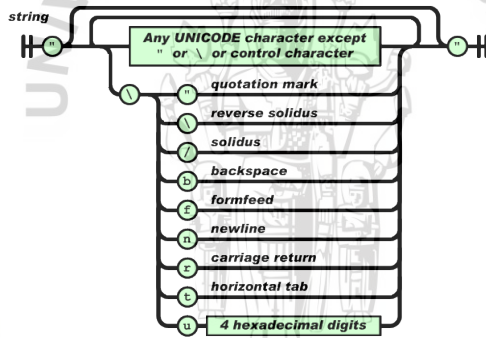 string
" Any UNICODE character except "
" or \ or control character
\ " quotation mark
\ reverse solidus
/ solidus
b backspace
f formfeed
n newline
r carriage return
t horizontal tab
u 4 hexadecimal digits